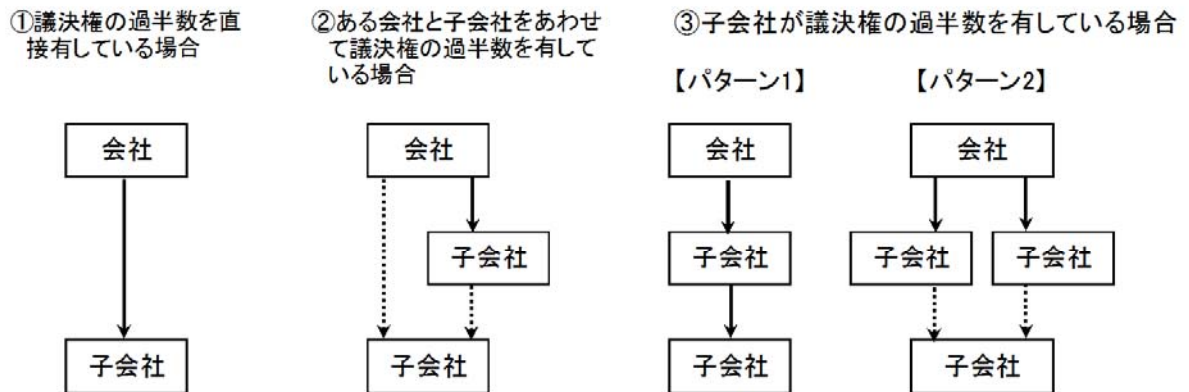 ①議決権の過半数を直
接有している場合
②ある会社と子会社をあわせ
て議決権の過半数を有して
いる場合
③子会社が議決権の過半数を有している場合
【パターン1】
【パターン2】
会社
子会社
会社
子会社
子会社
会社
子会社
子会社
会社
子会社
子会社
子会社